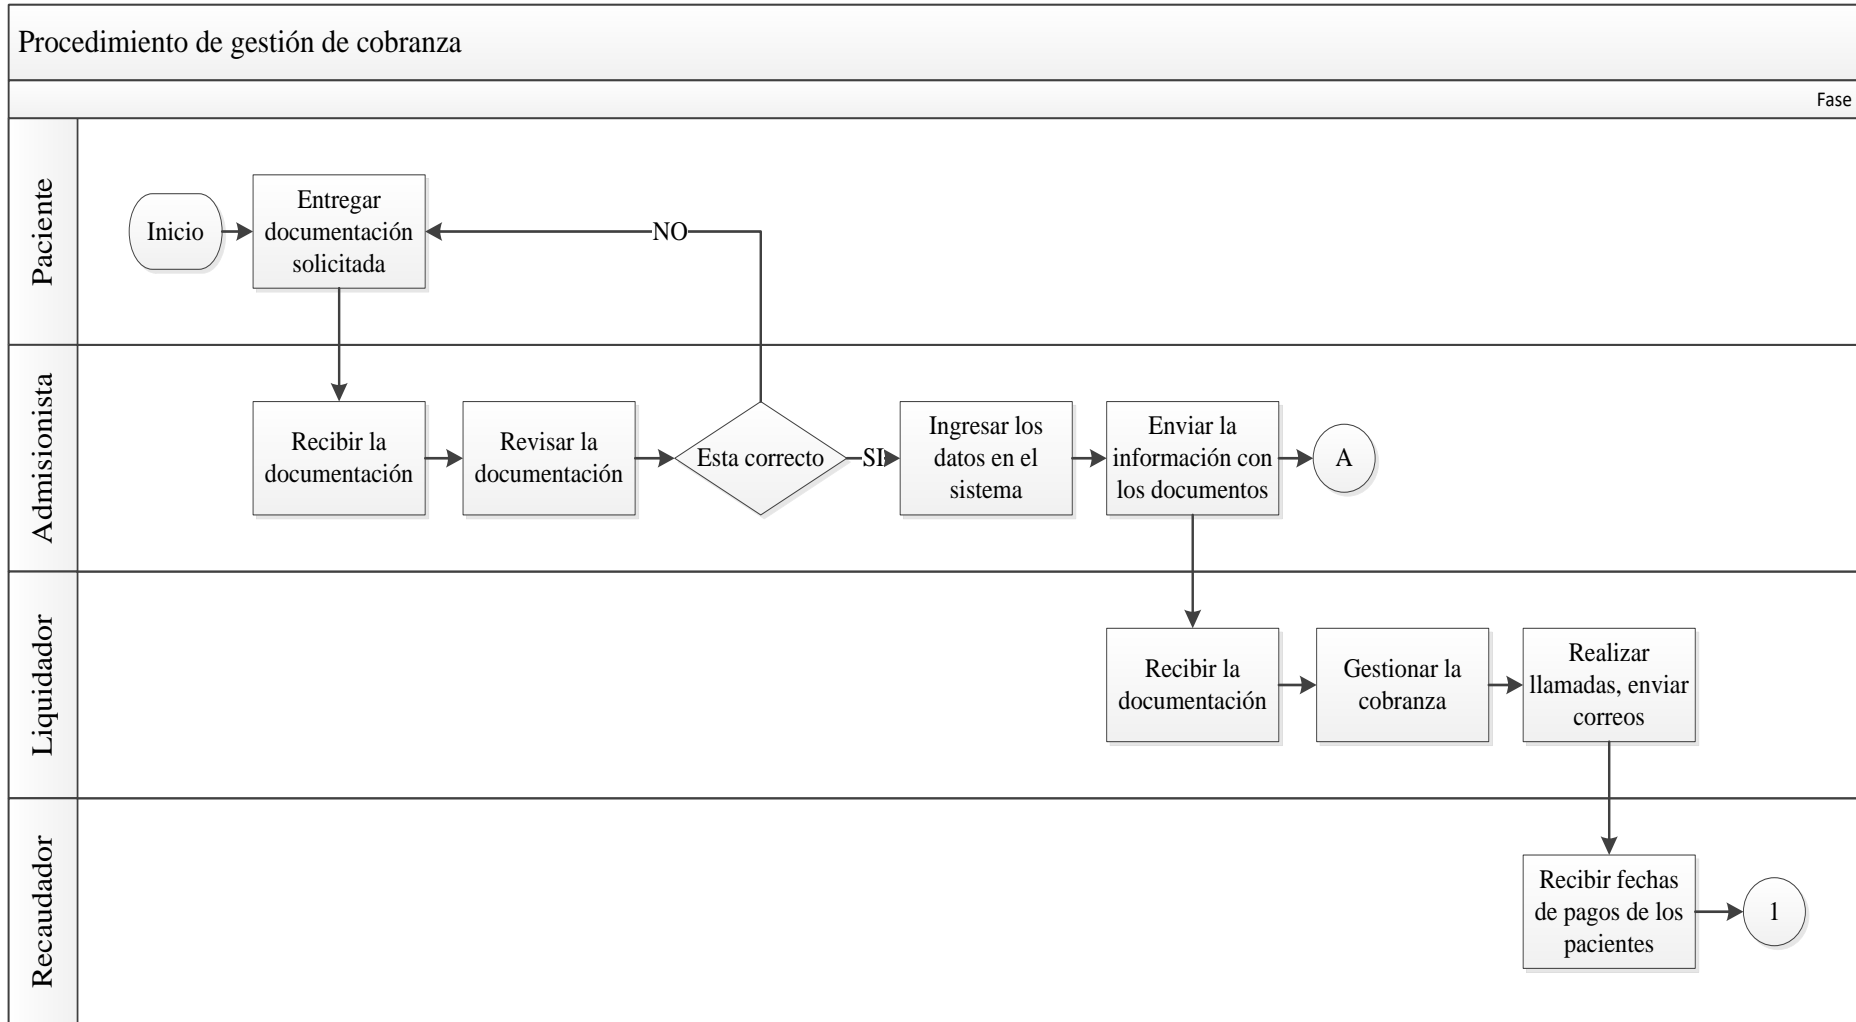 Procedimiento de gestión de cobranza
Fase
Paciente
Inicio
Entregar
documentación
solicitada
NO
Admisionista
Recibir la
documentación
Revisar la
documentación
Esta correcto
SI
Ingresar los
datos en el
sistema
Enviar la
información con
los documentos
A
Liquidador
Recibir la
documentación
Gestionar la
cobranza
Realizar
llamadas, enviar
correos
Recaudador
Recibir fechas
de pagos de los
pacientes
1